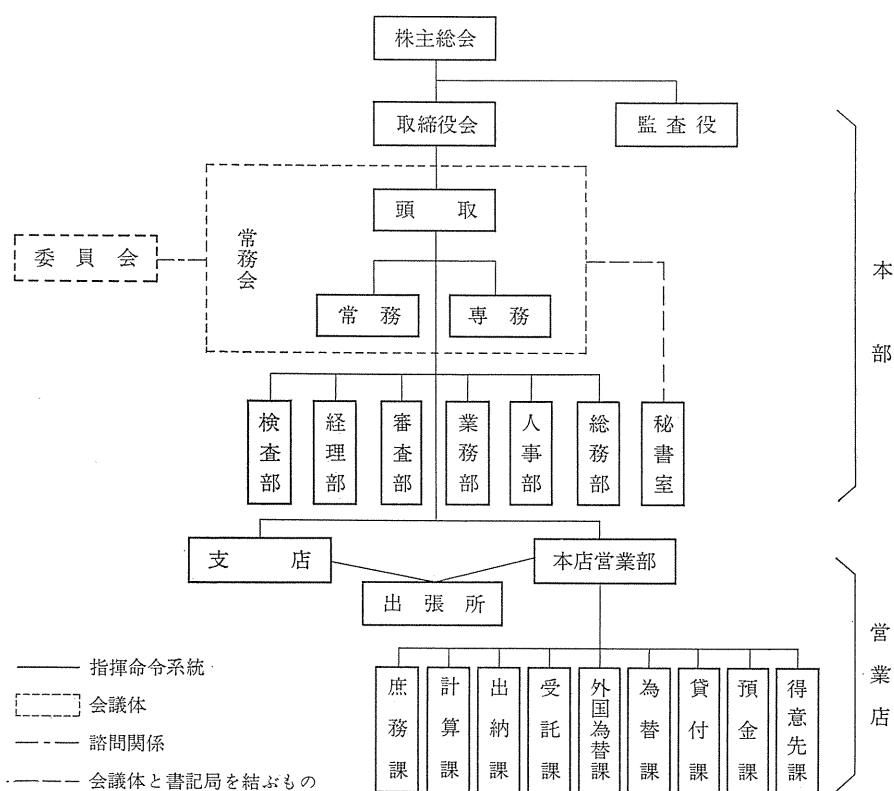 株主総会
取締役会
監査役
頭取
常務会
委員会
常務
専務
本部
検査部
経理部
審査部
業務部
人事部
総務部
秘書室
支店
本店営業部
出張所
営業店
庶務課
計算課
出納課
受託課
外国為替課
為替課
貸付課
預金課
得意先課
指揮命令系統
会議体
諮問関係
会議体と書記局を結ぶもの